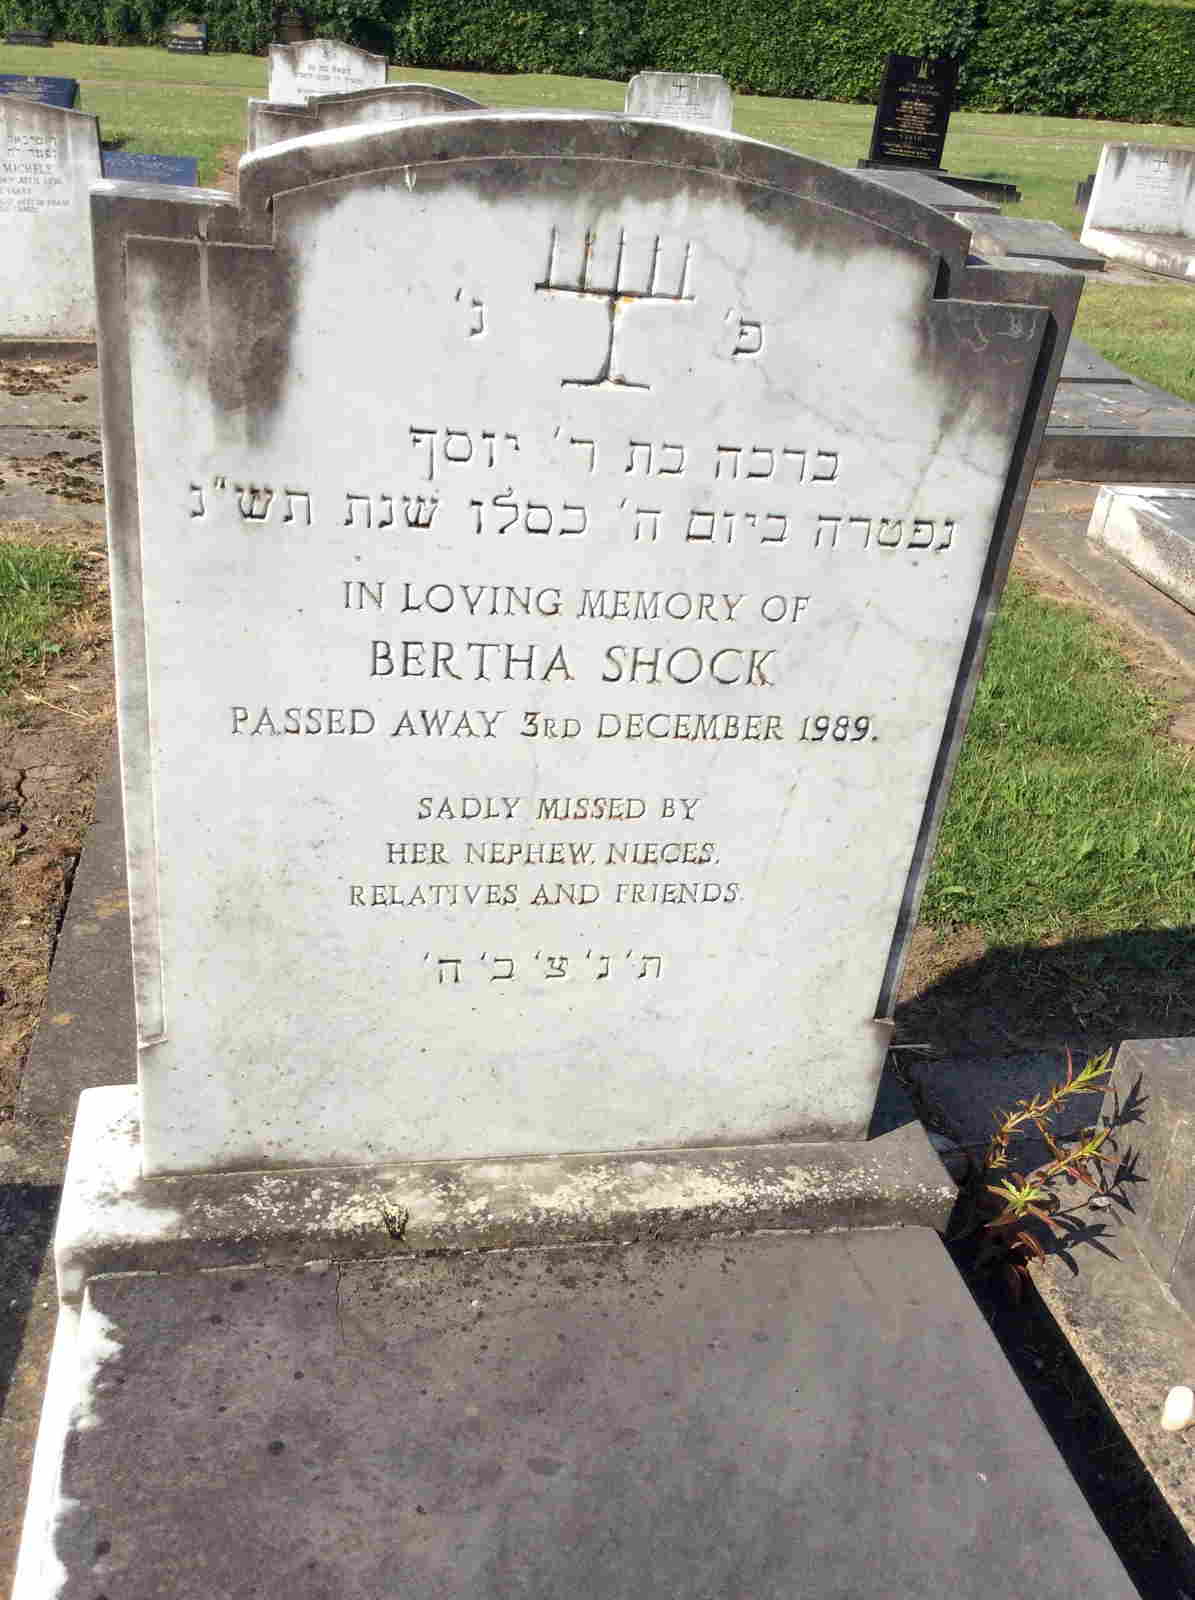 פ׳ נ׳
ברכה בת ר׳ יוסף
נפטרה ביום ה׳ כסלו שנת תש"נ
IN LOVING MEMORY OF
BERTHA SHOCK
PASSED AWAY 3RD DECEMBER 1989.
SADLY MISSED BY
HER NEPHEW, NIECES,
RELATIVES AND FRIENDS.
ת׳ נ׳ צ׳ ב׳ ה׳
MICHELE